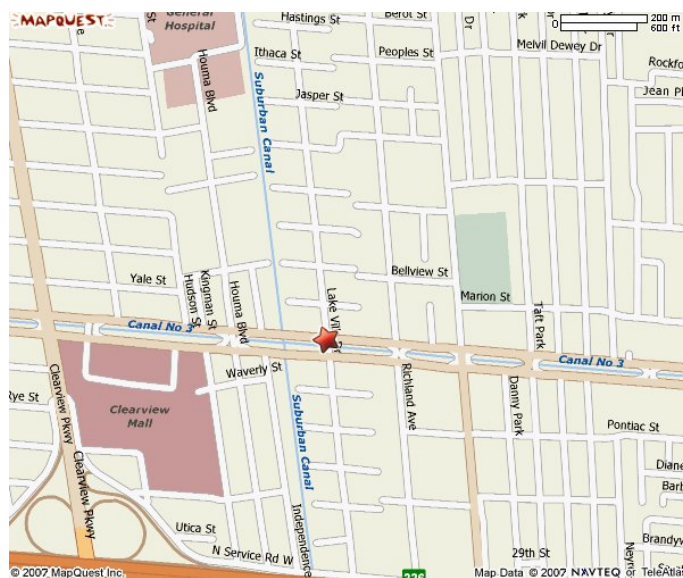 MAPQUEST
General
Hospital
St
Hastings St
Berot St
Dr
Dr
200 m
0
600 ft
Melvil Dewey Dr
Ithaca St
Peoples St
Rockfo
Houma Blvd
Suburban Canal
Jasper St
Jean Pl
Bellview St
Yale St
Hudson St
Kingman St
Houma Blvd
Marion St
Taft Park
Canal No 3
Canal No 3
Waverly St
Clearview Pkwy
Rye St
Clearview
Mall
Suburban Canal
Richland Ave
Danny Park
Pontiac St
Clearview Pkwy
Diane
Barb
Utica St
Independence
Brandyw
N Service Rd W
29th St
© 2007 MapQuest Inc.
Map Data © 2007 NAVTEQ or TeleAtlas